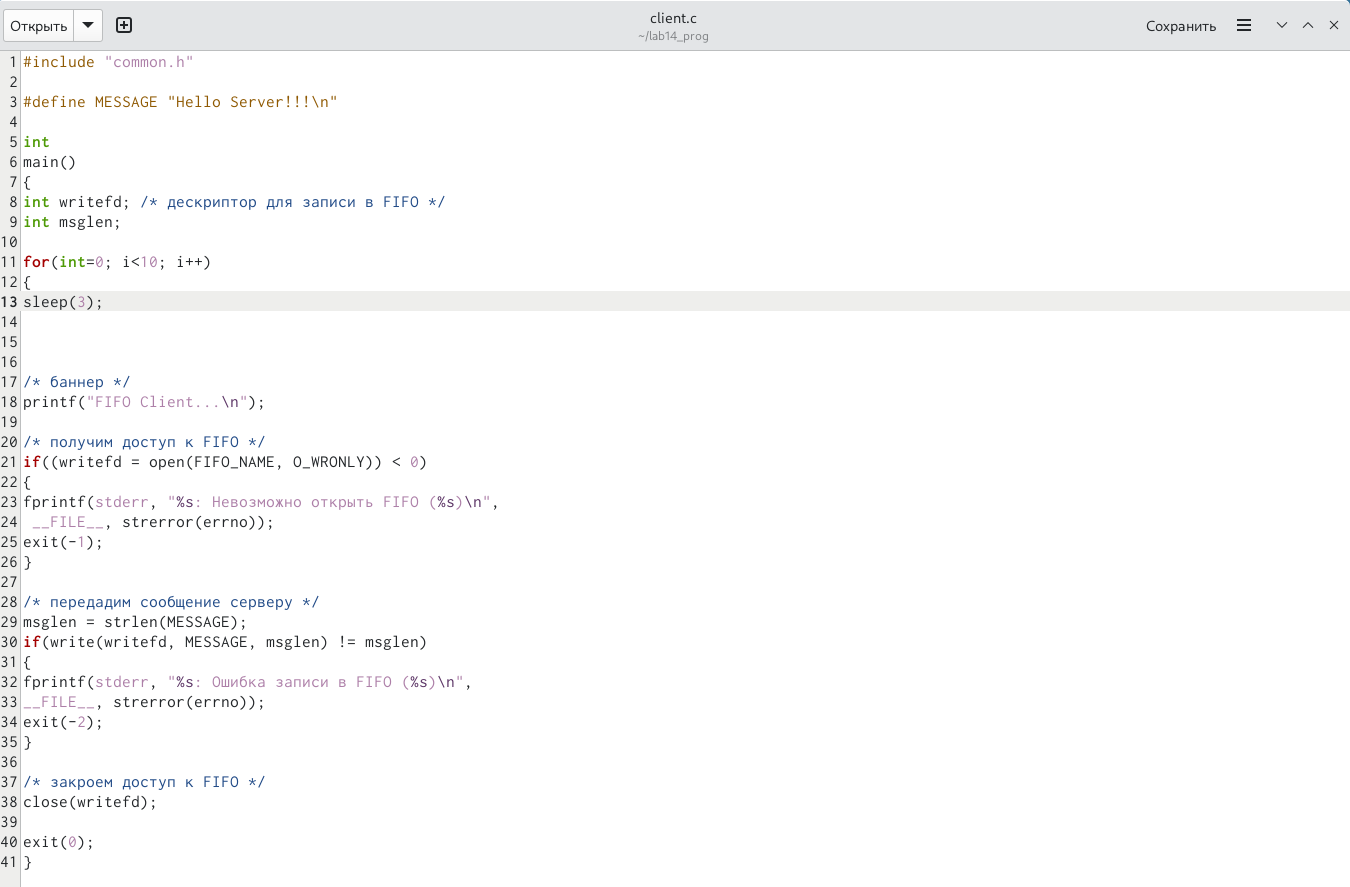 Открыть
client.c
~/lab14_prog
Сохранить
1 #include "common.h"
2
3 #define MESSAGE "Hello Server!!!\n"
4
5 int
6 main()
7 {
8 int writefd; /* дескриптор для записи в FIFO */
9 int msglen;
10
11 for(int=0; i<10; i++)
12 {
13 sleep(3);
14
15
16
17 /* баннер */
18 printf("FIFO Client...\n");
19
20 /* получим доступ к FIFO */
21 if((writefd = open(FIFO_NAME, O_WRONLY)) < 0)
22 {
23 fprintf(stderr, "%s: Невозможно открыть FIFO (%s)\n",
24  __FILE__, strerror(errno));
25 exit(-1);
26 }
27
28 /* передадим сообщение серверу */
29 msglen = strlen(MESSAGE);
30 if(write(writefd, MESSAGE, msglen) != msglen)
31 {
32 fprintf(stderr, "%s: Ошибка записи в FIFO (%s)\n",
33 __FILE__, strerror(errno));
34 exit(-2);
35 }
36
37 /* закроем доступ к FIFO */
38 close(writefd);
39
40 exit(0);
41 }